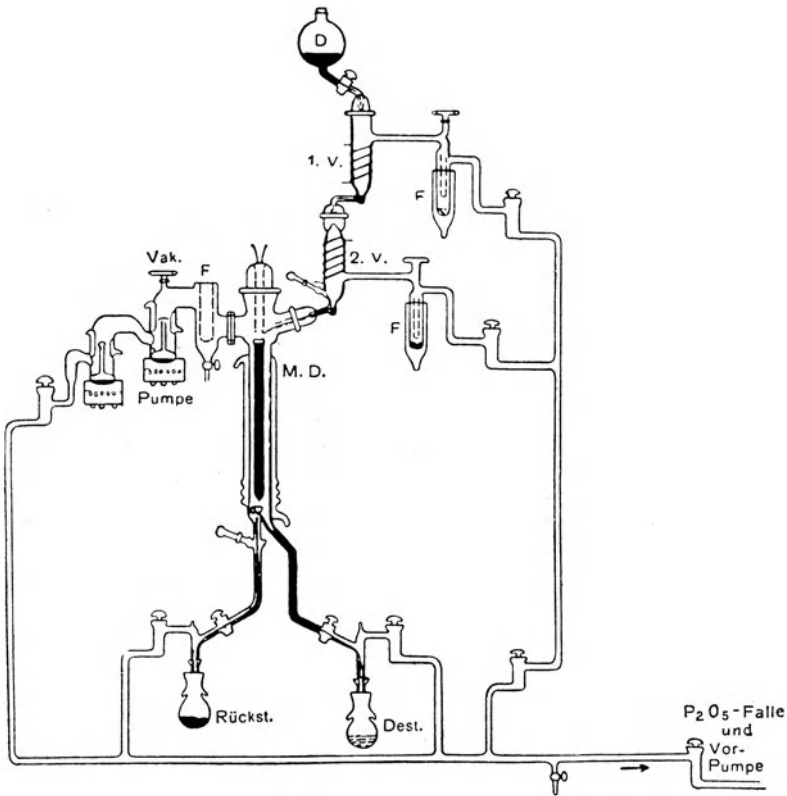 D
1. V.
F
2. V.
Vak.
F
F
M. D.
Pumpe
Rückst.
Dest.
P₂O₅-Falle
und
Vor-
Pumpe